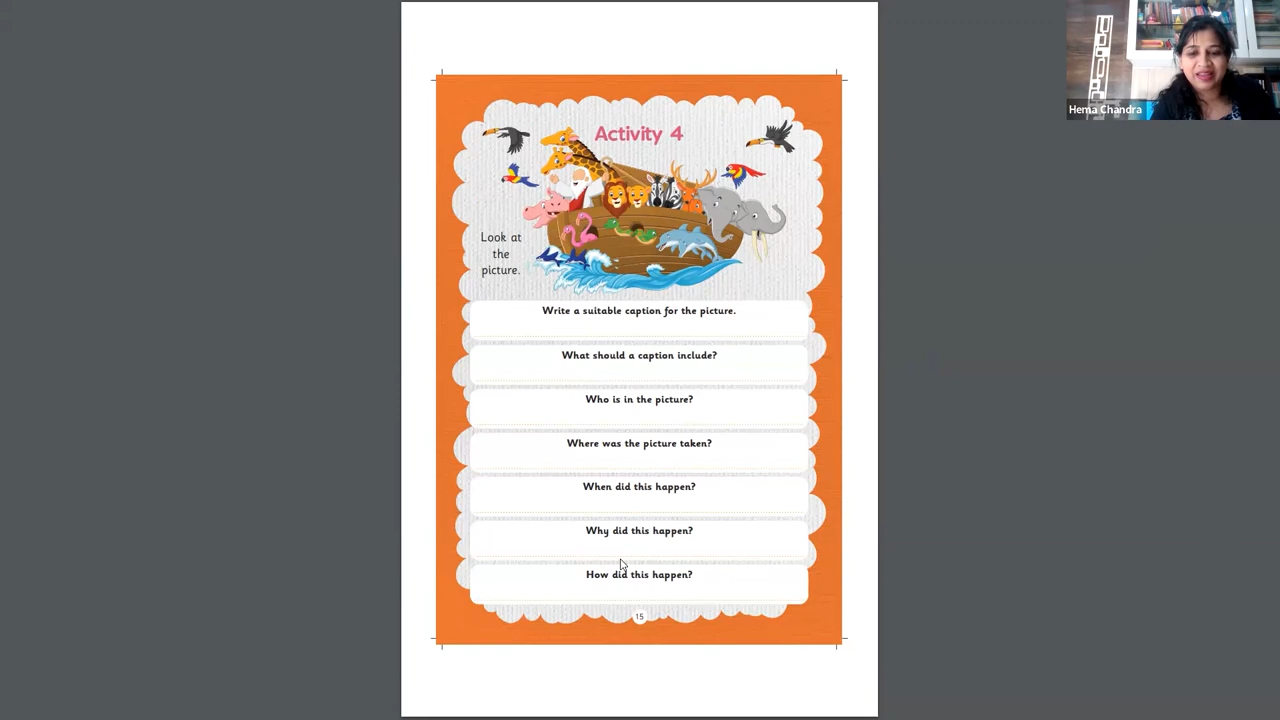 Activity 4
Look at
the
picture.
Write a suitable caption for the picture.
What should a caption include?
Who is in the picture?
Where was the picture taken?
When did this happen?
Why did this happen?
How did this happen?
15
Hema Chandra